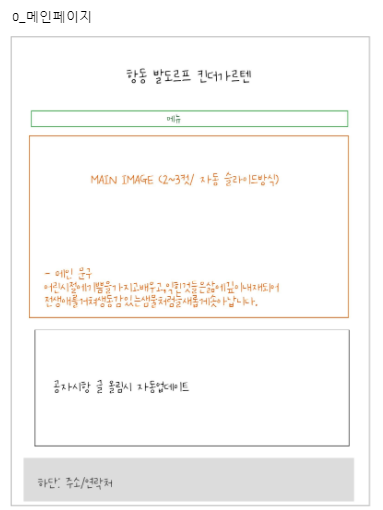 0_메인페이지
항동 발도르프 킨더가르텐
메뉴
MAIN IMAGE (2~3컷/ 자동 슬라이드방식)
- 메인 문구
어린시절에기쁨을가지고배우고,익힌것들은삶에깊이내재되어
전생애를거쳐생동감있는샘물처럼늘새롭게솟아납니다.
공자사항 글 올림시 자동업데이트
하단: 주소/연락처